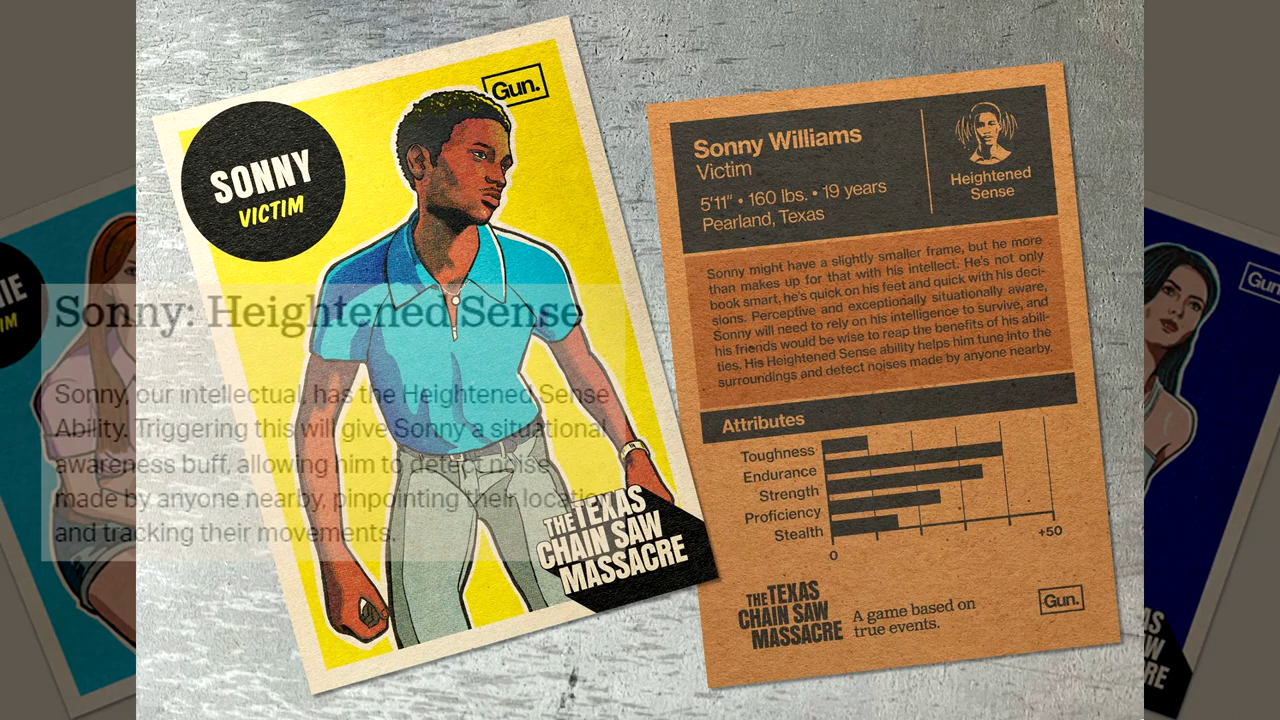 Gun.
SONNY
VICTIM
THE TEXAS
CHAIN SAW
MASSACRE
Sonny Williams
Victim
5'11" • 160 lbs. • 19 years
Pearland, Texas
Heightened
Sense
Sonny might have a slightly smaller frame, but he more
than makes up for that with his intellect. He's not only
book smart, he's quick on his feet and quick with his deci-
sions. Perceptive and exceptionally situationally aware,
Sonny will need to rely on his intelligence to survive, and
his friends would be wise to reap the benefits of his abili-
ties. His Heightened Sense ability helps him tune into the
surroundings and detect noises made by anyone nearby.
Attributes
Toughness
Endurance
Strength
Proficiency
Stealth
0
+50
THE TEXAS
CHAIN SAW
MASSACRE
A game based on
true events.
Gun.
Sonny: Heightened Sense
Sonny, our intellectual, has the Heightened Sense
Ability. Triggering this will give Sonny a situational
awareness buff, allowing him to detect noise
made by anyone nearby, pinpointing their location
and tracking their movements.